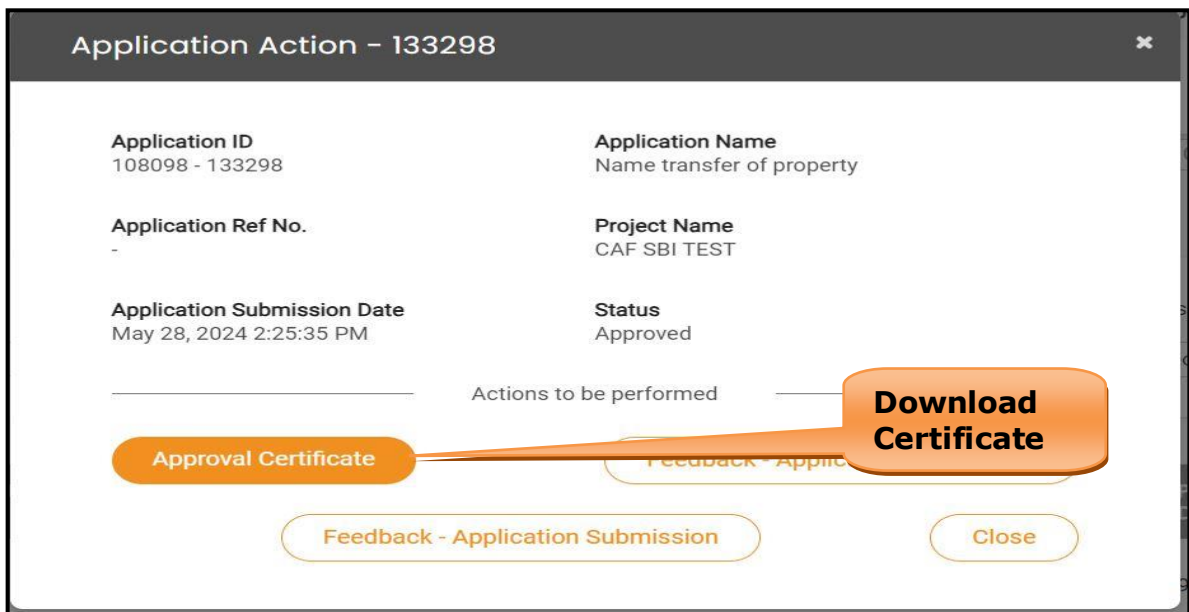 Application Action - 133298
Application ID
108098 - 133298
Application Name
Name transfer of property
Application Ref No.
-
Project Name
CAF SBI TEST
Application Submission Date
May 28, 2024 2:25:35 PM
Status
Approved
Actions to be performed
Download
Certificate
Approval Certificate
Feedback - Applic
Feedback - Application Submission
Close